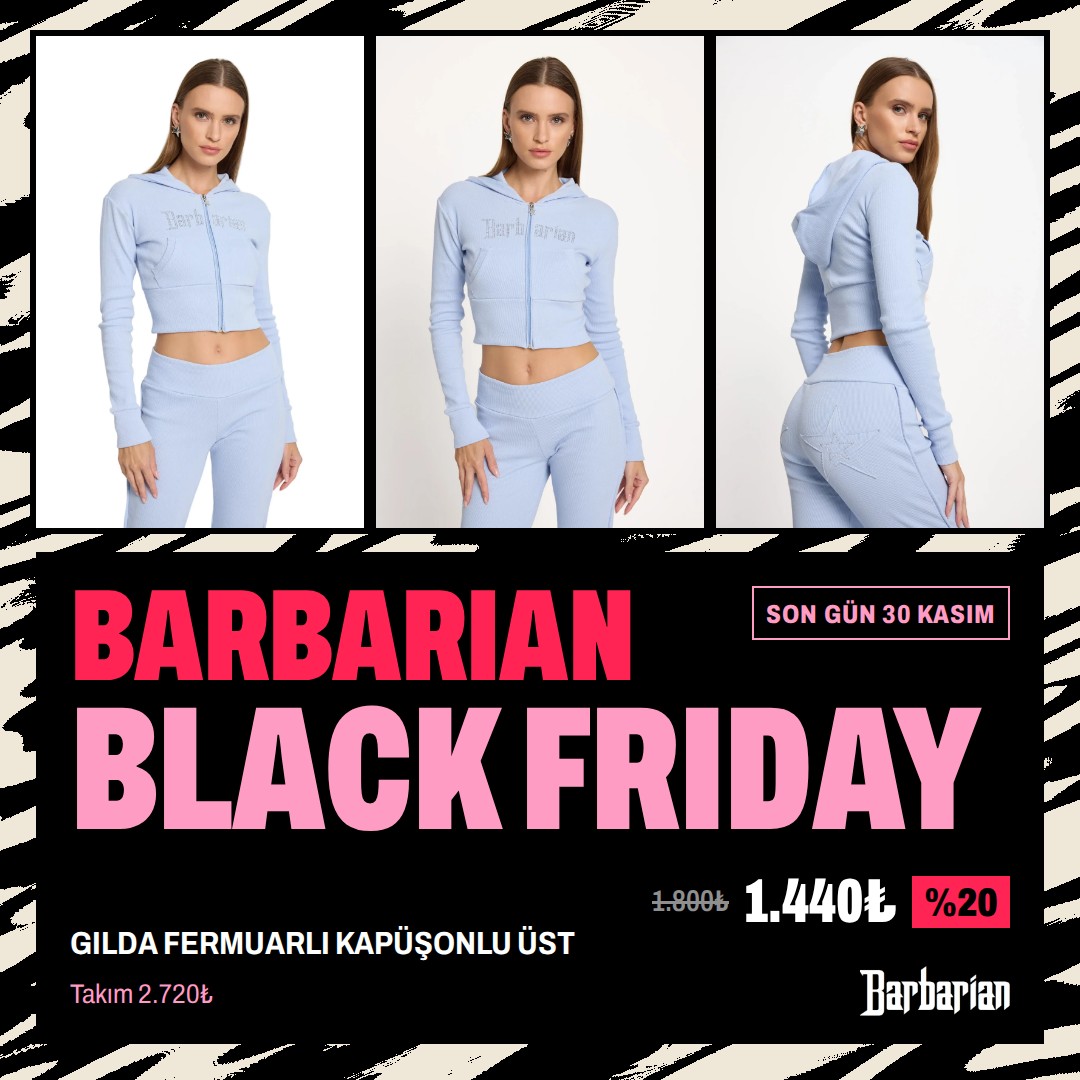 Barbarian
Barbarian
BARBARIAN
SON GÜN 30 KASIM
BLACK FRIDAY
1.800₺ 1.440₺ %20
GILDA FERMUARLI KAPÜŞONLU ÜST
Takım 2.720₺
Barbarian